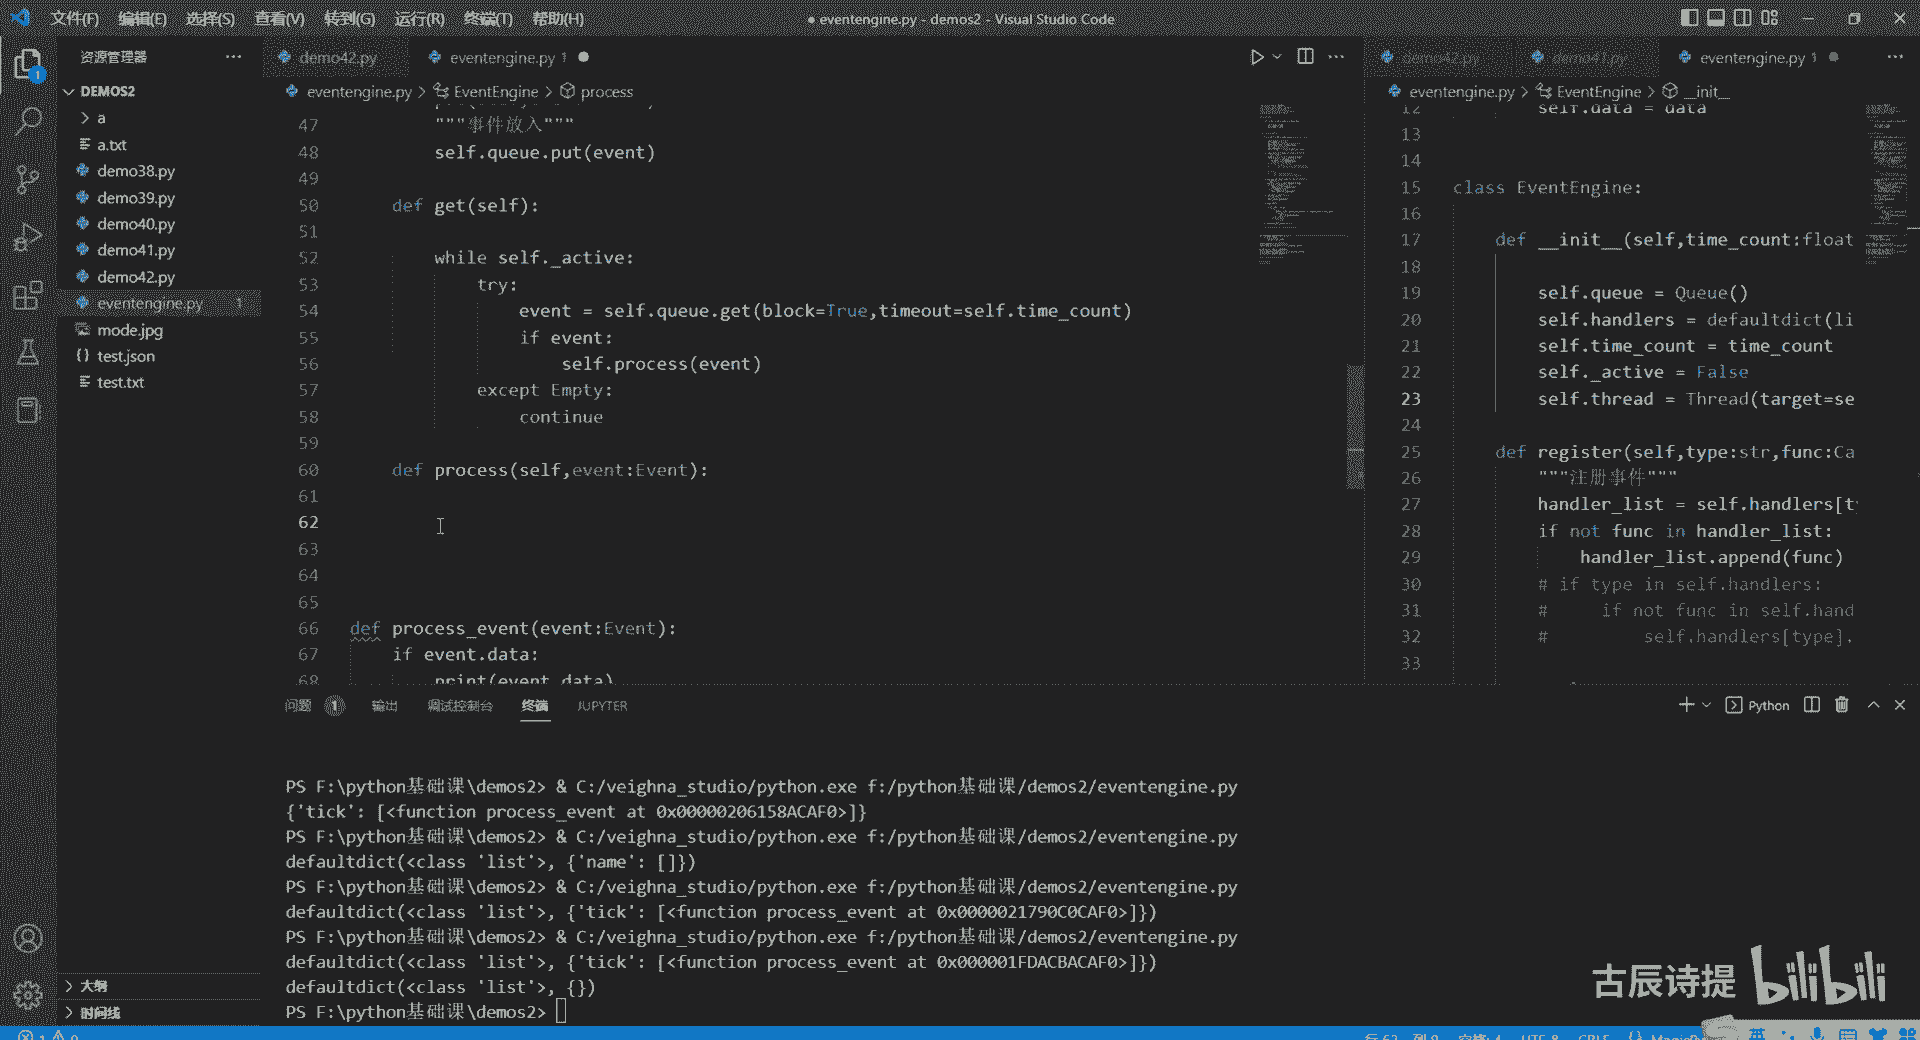 文件(F) 编辑(E) 选择(S) 查看(V) 转到(G) 运行(R) 终端(T) 帮助(H)
● eventengine.py - demos2 - Visual Studio Code
资源管理器
DEMOS2
a
a.txt
demo38.py
demo39.py
demo40.py
demo41.py
demo42.py
eventengine.py 1
mode.jpg
test.json
test.txt
大纲
时间线
1
demo42.py
eventengine.py 1
eventengine.py > EventEngine > process
47 """事件放入"""
48 self.queue.put(event)
49
50 def get(self):
51
52 while self._active:
53 try:
54 event = self.queue.get(block=True,timeout=self.time_count)
55 if event:
56 self.process(event)
57 except Empty:
58 continue
59
60 def process(self,event:Event):
61
62
63
64
65
66 def process_event(event:Event):
67 if event.data:
68 print(event.data)
demo42.py
demo41.py
eventengine.py 1
eventengine.py > EventEngine > __init__
12 self.data = data
13
14
15 class EventEngine:
16
17 def __init__(self,time_count:float
18
19 self.queue = Queue()
20 self.handlers = defaultdict(li
21 self.time_count = time_count
22 self._active = False
23 self.thread = Thread(target=se
24
25 def register(self,type:str,func:Ca
26 """注册事件"""
27 handler_list = self.handlers[t
28 if not func in handler_list:
29 handler_list.append(func)
30 # if type in self.handlers:
31 # if not func in self.hand
32 # self.handlers[type].
33
问题 1 输出 调试控制台 终端 JUPYTER
Python
PS F:\python基础课\demos2> & C:/veighna_studio/python.exe f:/python基础课/demos2/eventengine.py
{'tick': [<function process_event at 0x00000206158ACAF0>]}
PS F:\python基础课\demos2> & C:/veighna_studio/python.exe f:/python基础课/demos2/eventengine.py
defaultdict(<class 'list'>, {'name': []})
PS F:\python基础课\demos2> & C:/veighna_studio/python.exe f:/python基础课/demos2/eventengine.py
defaultdict(<class 'list'>, {'tick': [<function process_event at 0x0000021790C0CAF0>]})
PS F:\python基础课\demos2> & C:/veighna_studio/python.exe f:/python基础课/demos2/eventengine.py
defaultdict(<class 'list'>, {'tick': [<function process_event at 0x000001FDACBACAF0>]})
defaultdict(<class 'list'>, {})
PS F:\python基础课\demos2>
古辰诗提 bilibili